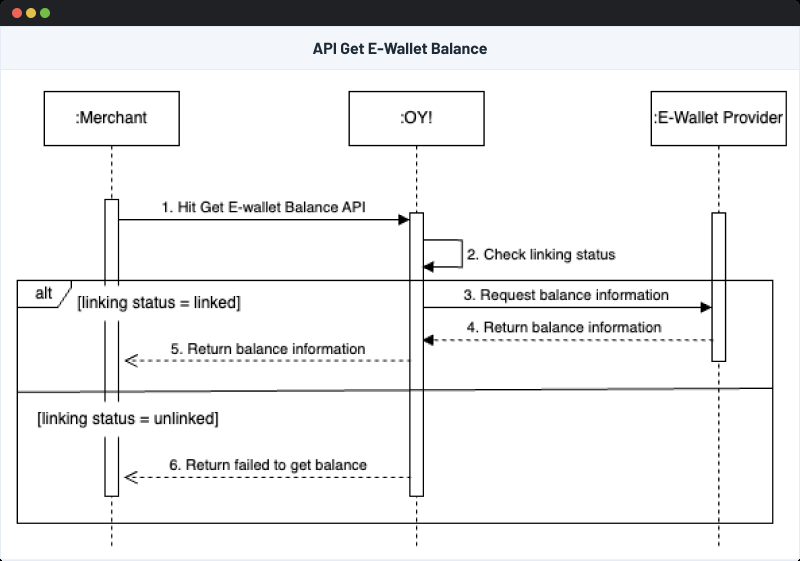 API Get E-Wallet Balance
:Merchant
:OY!
:E-Wallet Provider
1. Hit Get E-wallet Balance API
2. Check linking status
alt
[linking status = linked]
3. Request balance information
4. Return balance information
5. Return balance information
[linking status = unlinked]
6. Return failed to get balance